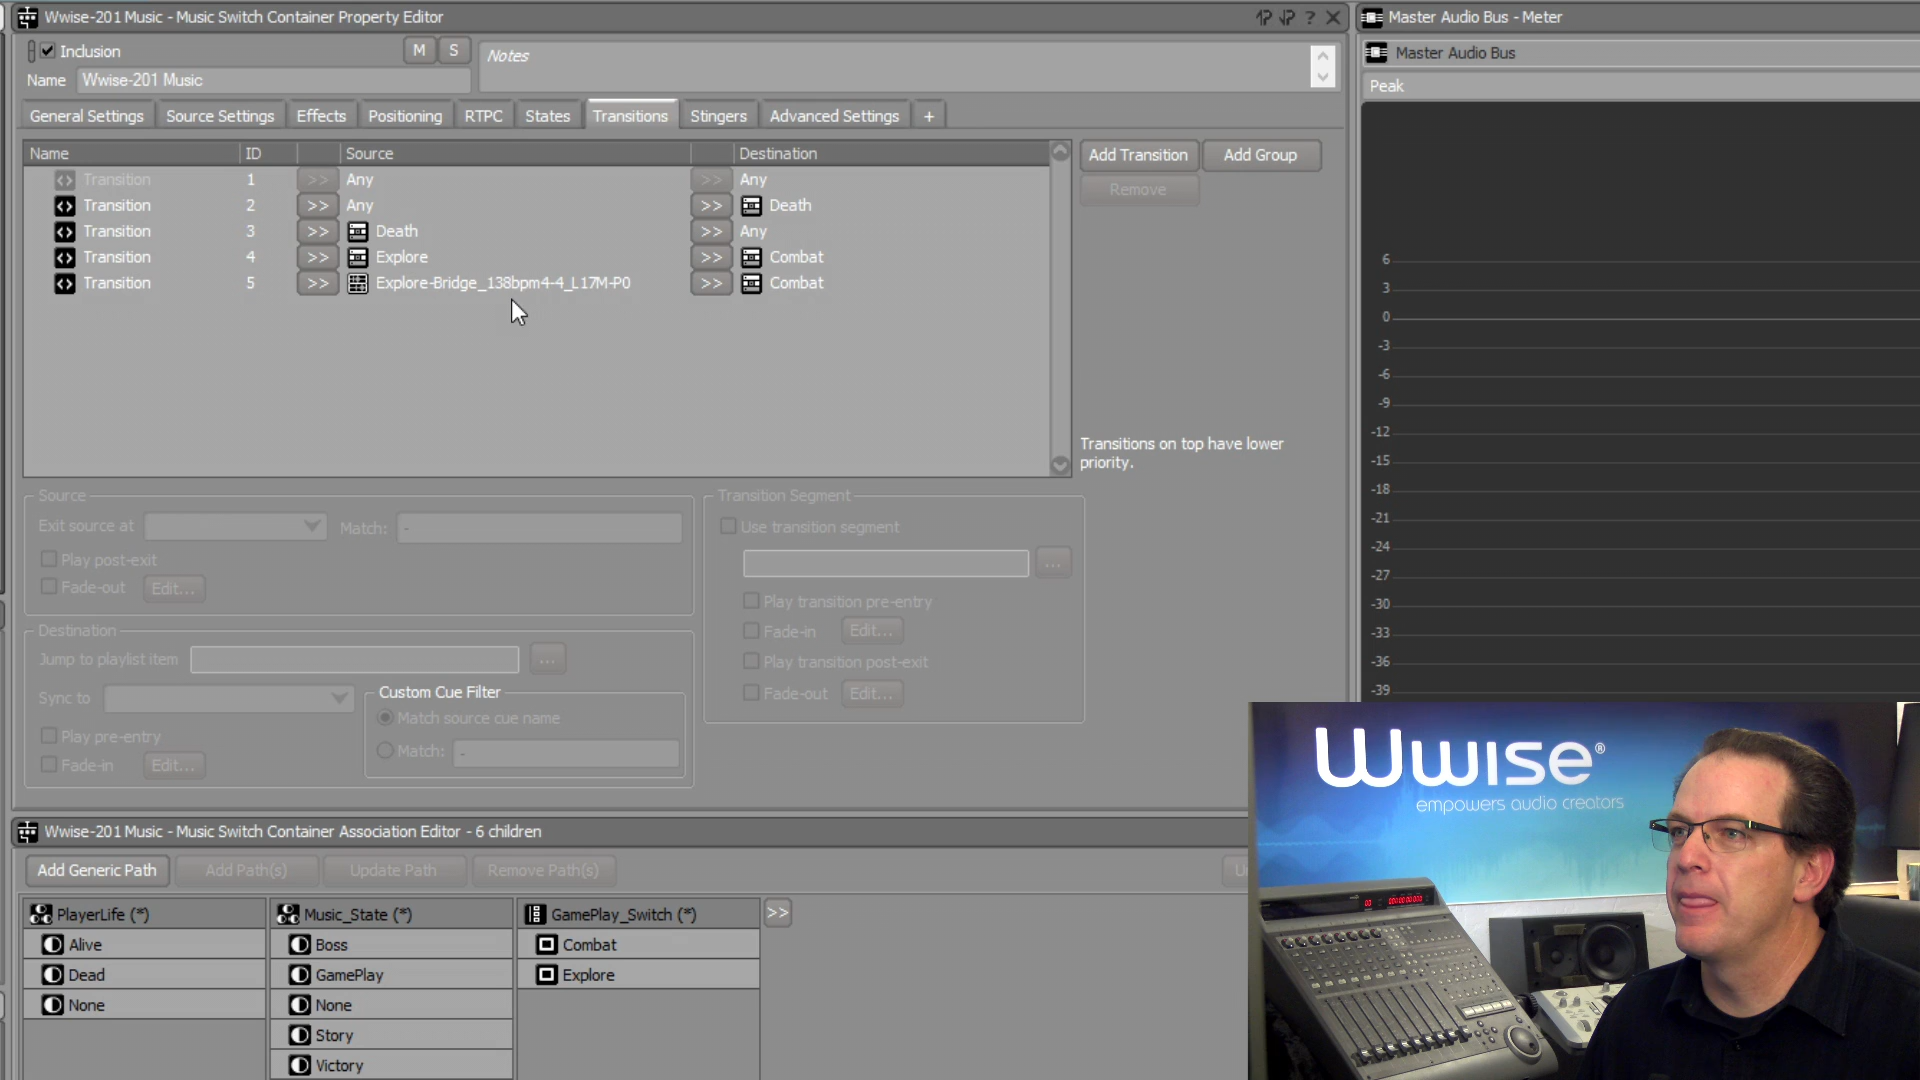 Wwise-201 Music - Music Switch Container Property Editor
?
Master Audio Bus - Meter
Inclusion
M
S
Notes
Master Audio Bus
Name
Wwise-201 Music
Peak
General Settings
Source Settings
Effects
Positioning
RTPC
States
Transitions
Stingers
Advanced Settings
+
Name
ID
Source
Destination
Add Transition
Add Group
Transition 1 >> Any >> Any
Remove
Transition 2 >> Any >> Death
Transition 3 >> Death >> Any
Transition 4 >> Explore >> Combat
Transition 5 >> Explore-Bridge_138bpm4-4_L17M-P0 >> Combat
Transitions on top have lower
priority.
6
3
0
-3
-6
-9
-12
-15
-18
-21
-24
-27
-30
-33
-36
-39
Source
Exit source at
Match: -
Play post-exit
Fade-out
Edit...
Transition Segment
Use transition segment
...
Play transition pre-entry
Fade-in
Edit...
Play transition post-exit
Fade-out
Edit...
Destination
Jump to playlist item
...
Sync to
Custom Cue Filter
Match source cue name
Match: -
Play pre-entry
Fade-in
Edit...
Wwise®
empowers audio creators
Wwise-201 Music - Music Switch Container Association Editor - 6 children
Add Generic Path
Add Path(s)
Update Path
Remove Path(s)
PlayerLife (*)
Music_State (*)
GamePlay_Switch (*)
>>
Alive
Boss
Combat
Dead
GamePlay
Explore
None
None
Story
Victory